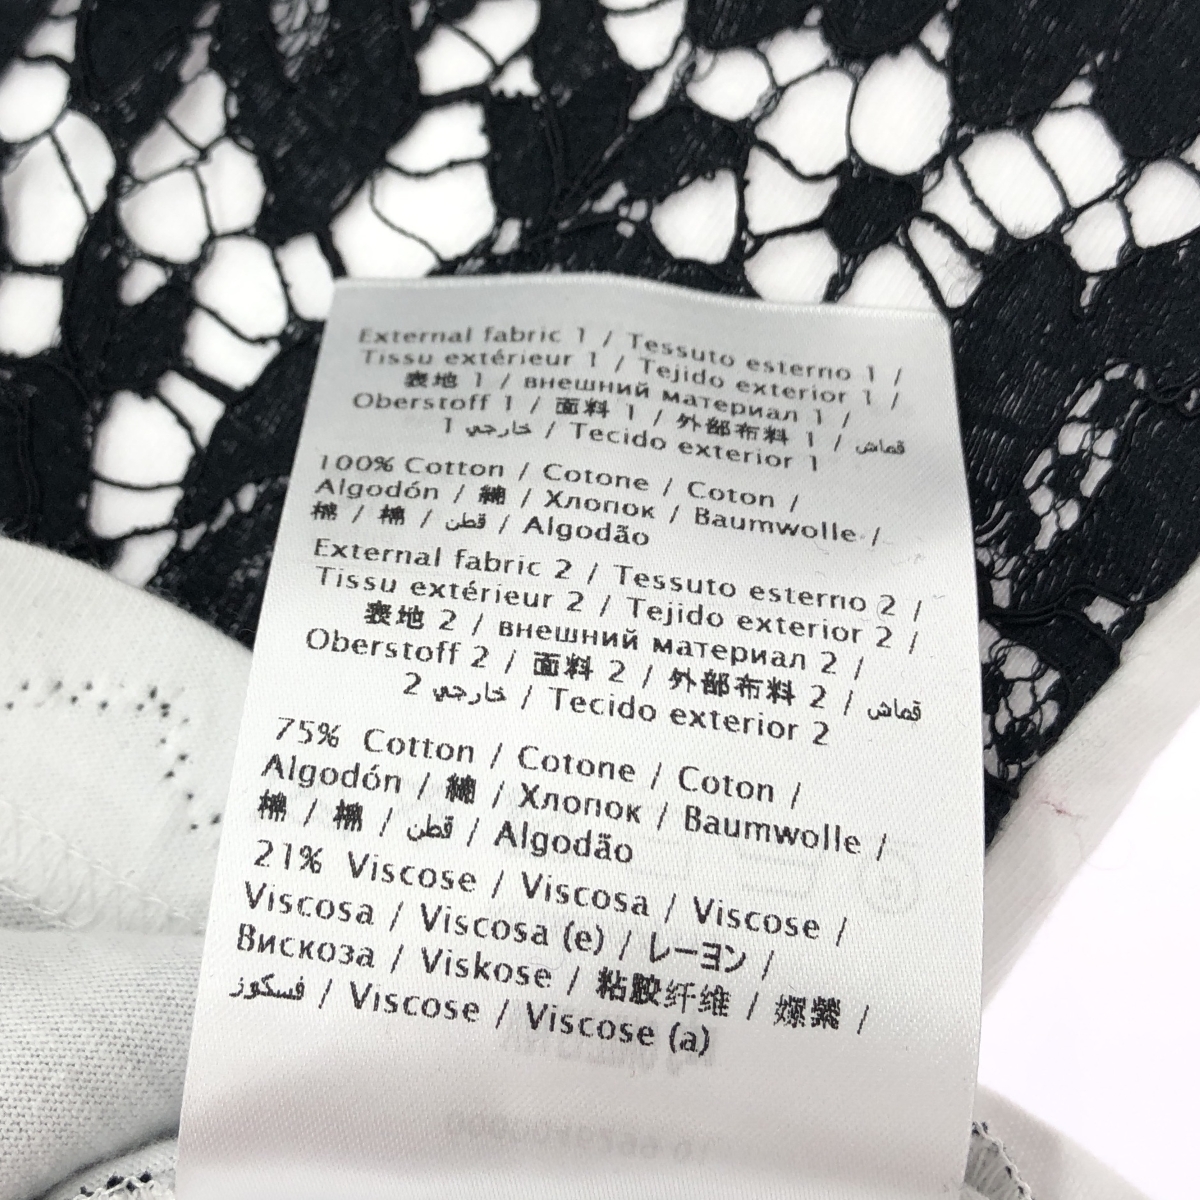 External fabric 1 / Tessuto esterno 1 /
Tissu extérieur 1 / Tejido exterior 1 /
表地 1 / внешний материал 1 /
Oberstoff 1 / 面料 1 / 外部布料 1 / قماش
خارجي 1 / Tecido exterior 1
100% Cotton / Cotone / Coton /
Algodón / 綿 / Хлопок / Baumwolle /
棉 / 棉 / قطن / Algodão
External fabric 2 / Tessuto esterno 2 /
Tissu extérieur 2 / Tejido exterior 2 /
表地 2 / внешний материал 2 /
Oberstoff 2 / 面料 2 / 外部布料 2 / قماش
خارجي 2 / Tecido exterior 2
75% Cotton / Cotone / Coton /
Algodón / 綿 / Хлопок / Baumwolle /
棉 / 棉 / قطن / Algodão
21% Viscose / Viscosa / Viscose /
Viscosa / Viscosa (e) / レーヨン /
Вискоза / Viskose / 粘胶纤维 / 嫘縈 /
فسكوز / Viscose / Viscose (a)